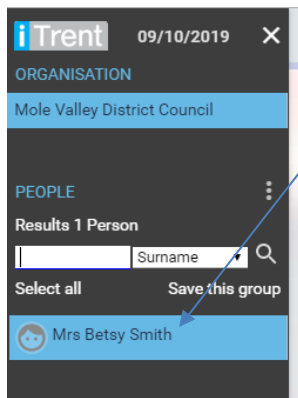 iTrent 09/10/2019
ORGANISATION
Mole Valley District Council
PEOPLE
Results 1 Person
Surname
Select all Save this group
Mrs Betsy Smith